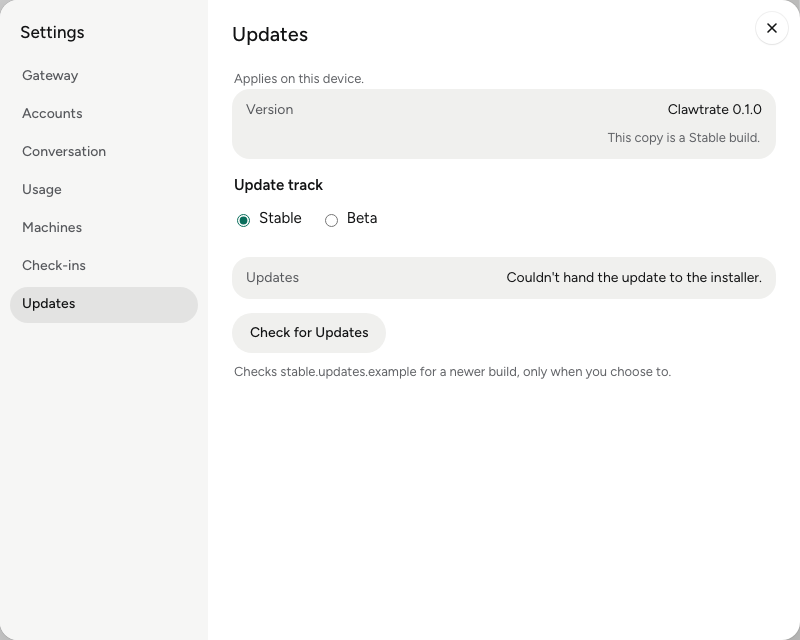 Settings
Gateway
Accounts
Conversation
Usage
Machines
Check-ins
Updates
Updates
Applies on this device.
Version Clawtrate 0.1.0
This copy is a Stable build.
Update track
Stable Beta
Updates Couldn't hand the update to the installer.
Check for Updates
Checks stable.updates.example for a newer build, only when you choose to.